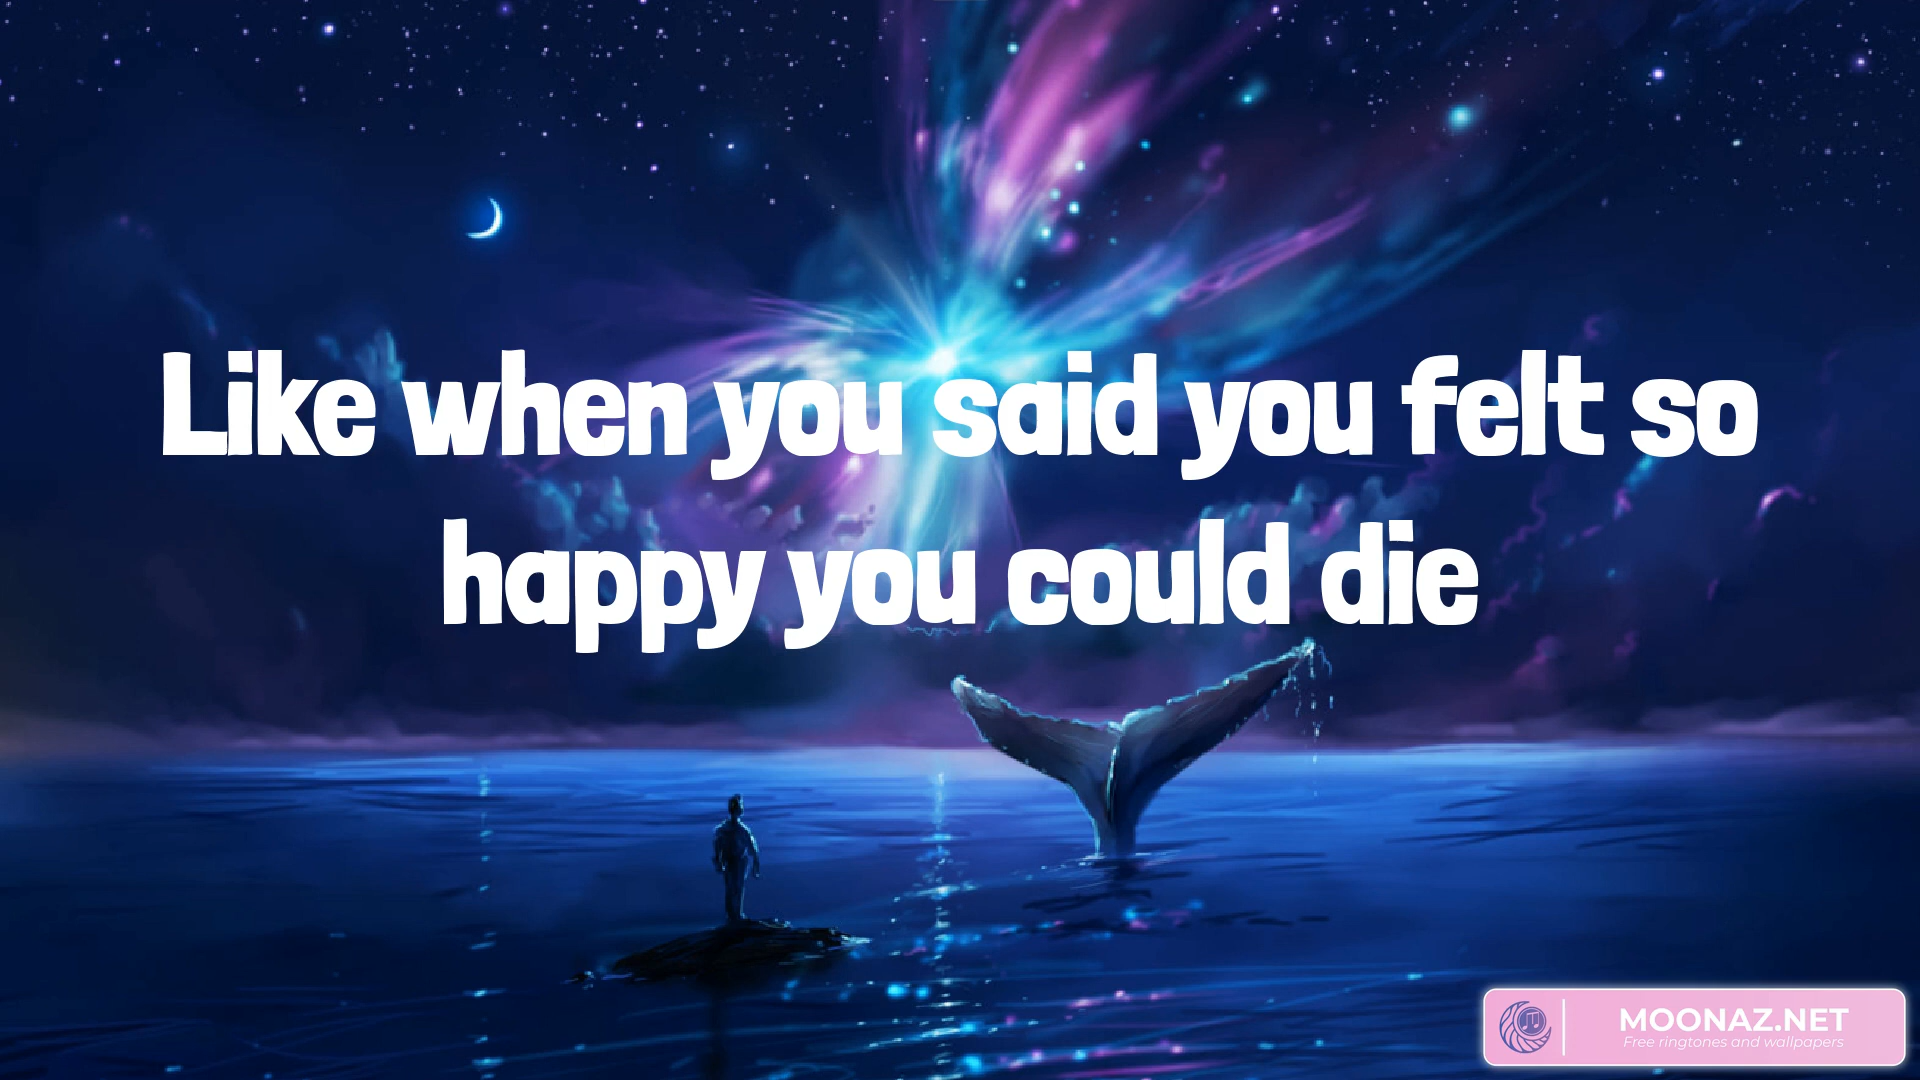 Like when you said you felt so
happy you could die
MOONAZ.NET
Free ringtones and wallpapers